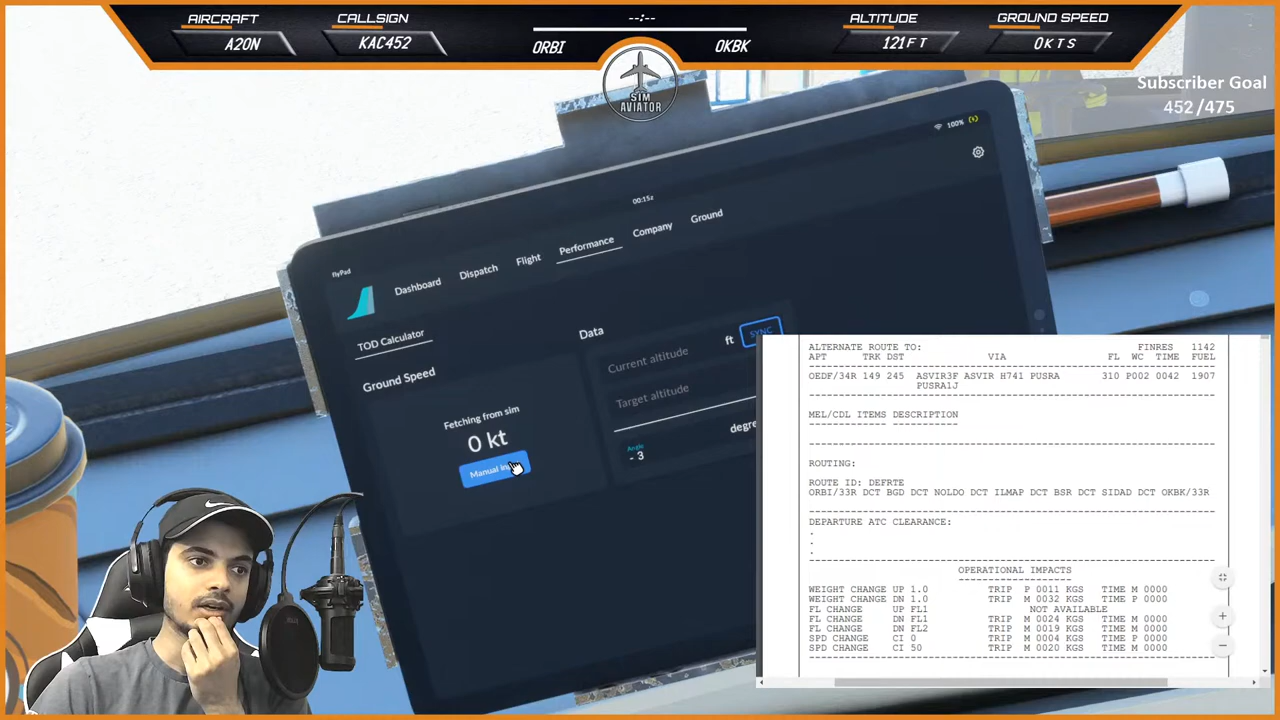 AIRCRAFT
A20N
CALLSIGN
KAC452
--:--
ORBI
OKBK
SIM
AVIATOR
ALTITUDE
121FT
GROUND SPEED
0KTS
Subscriber Goal
452 /475
100%
00:15z
flyPad
Dashboard
Dispatch
Flight
Performance
Company
Ground
TOD Calculator
Ground Speed
Fetching from sim
0 kt
Manual
Data
Current altitude
ft
SYNC
Target altitude
Angle
- 3
ALTERNATE ROUTE TO: FINRES 1142
APT TRK DST VIA FL WC TIME FUEL
OEDF/34R 149 245 ASVIR3F ASVIR H741 PUSRA 310 P002 0042 1907
PUSRA1J
MEL/CDL ITEMS DESCRIPTION
ROUTING:
ROUTE ID: DEFRTE
ORBI/33R DCT BGD DCT NOLDO DCT ILMAP DCT BSR DCT SIDAD DCT OKBK/33R
DEPARTURE ATC CLEARANCE:
.
.
.
OPERATIONAL IMPACTS
WEIGHT CHANGE UP 1.0 TRIP P 0011 KGS TIME M 0000
WEIGHT CHANGE DN 1.0 TRIP M 0032 KGS TIME P 0000
FL CHANGE UP FL1 NOT AVAILABLE
FL CHANGE DN FL1 TRIP M 0024 KGS TIME M 0000
FL CHANGE DN FL2 TRIP M 0019 KGS TIME M 0000
SPD CHANGE CI 0 TRIP M 0004 KGS TIME P 0000
SPD CHANGE CI 50 TRIP M 0020 KGS TIME M 0000